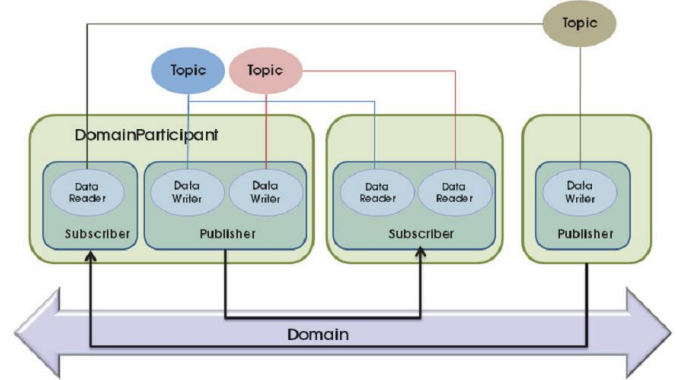 Topic
Topic
Topic
DomainParticipant
Data
Reader
Data
Writer
Data
Writer
Data
Reader
Data
Reader
Data
Writer
Subscriber
Publisher
Subscriber
Publisher
Domain